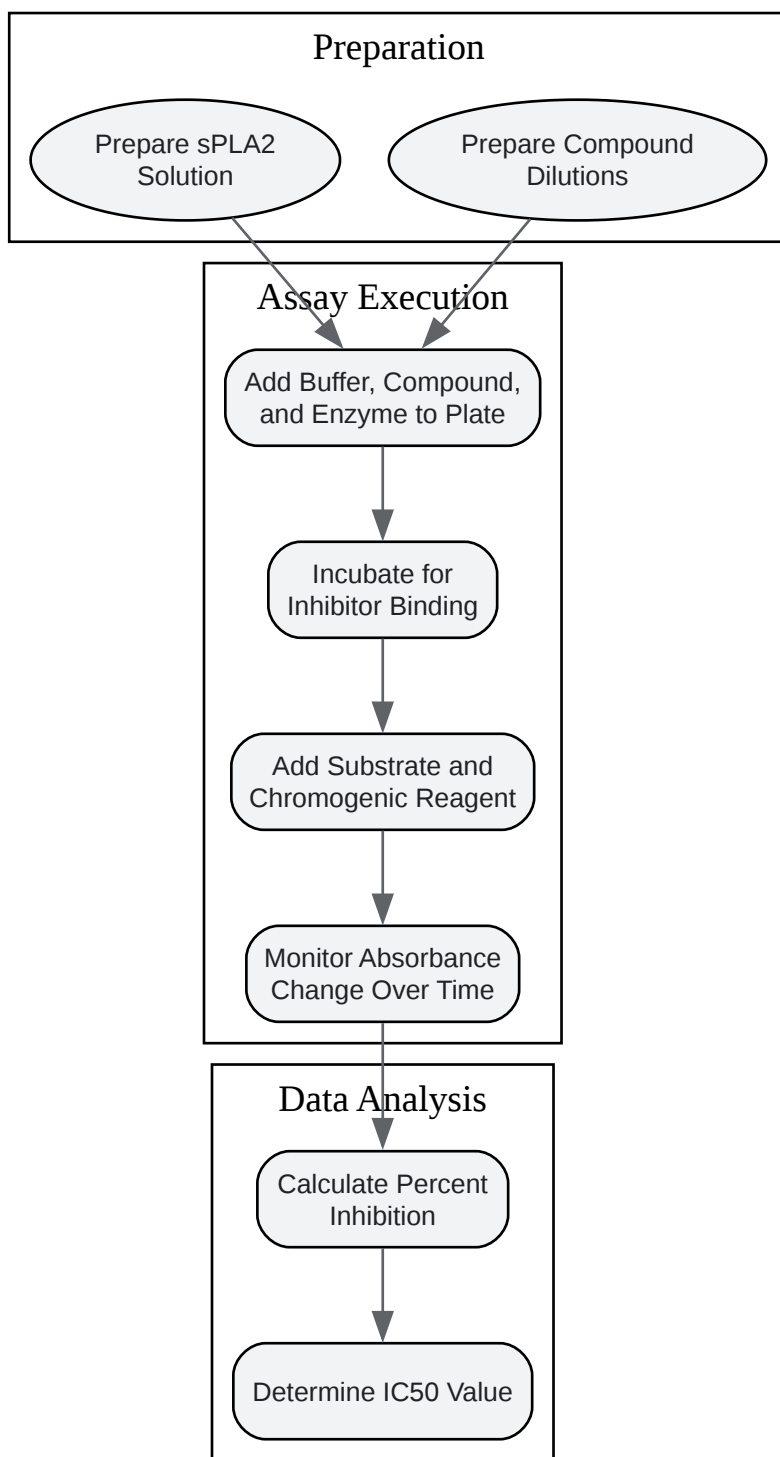 Preparation
Prepare sPLA2
Solution
Prepare Compound
Dilutions
Assay Execution
Add Buffer, Compound,
and Enzyme to Plate
Incubate for
Inhibitor Binding
Add Substrate and
Chromogenic Reagent
Monitor Absorbance
Change Over Time
Data Analysis
Calculate Percent
Inhibition
Determine IC50 Value